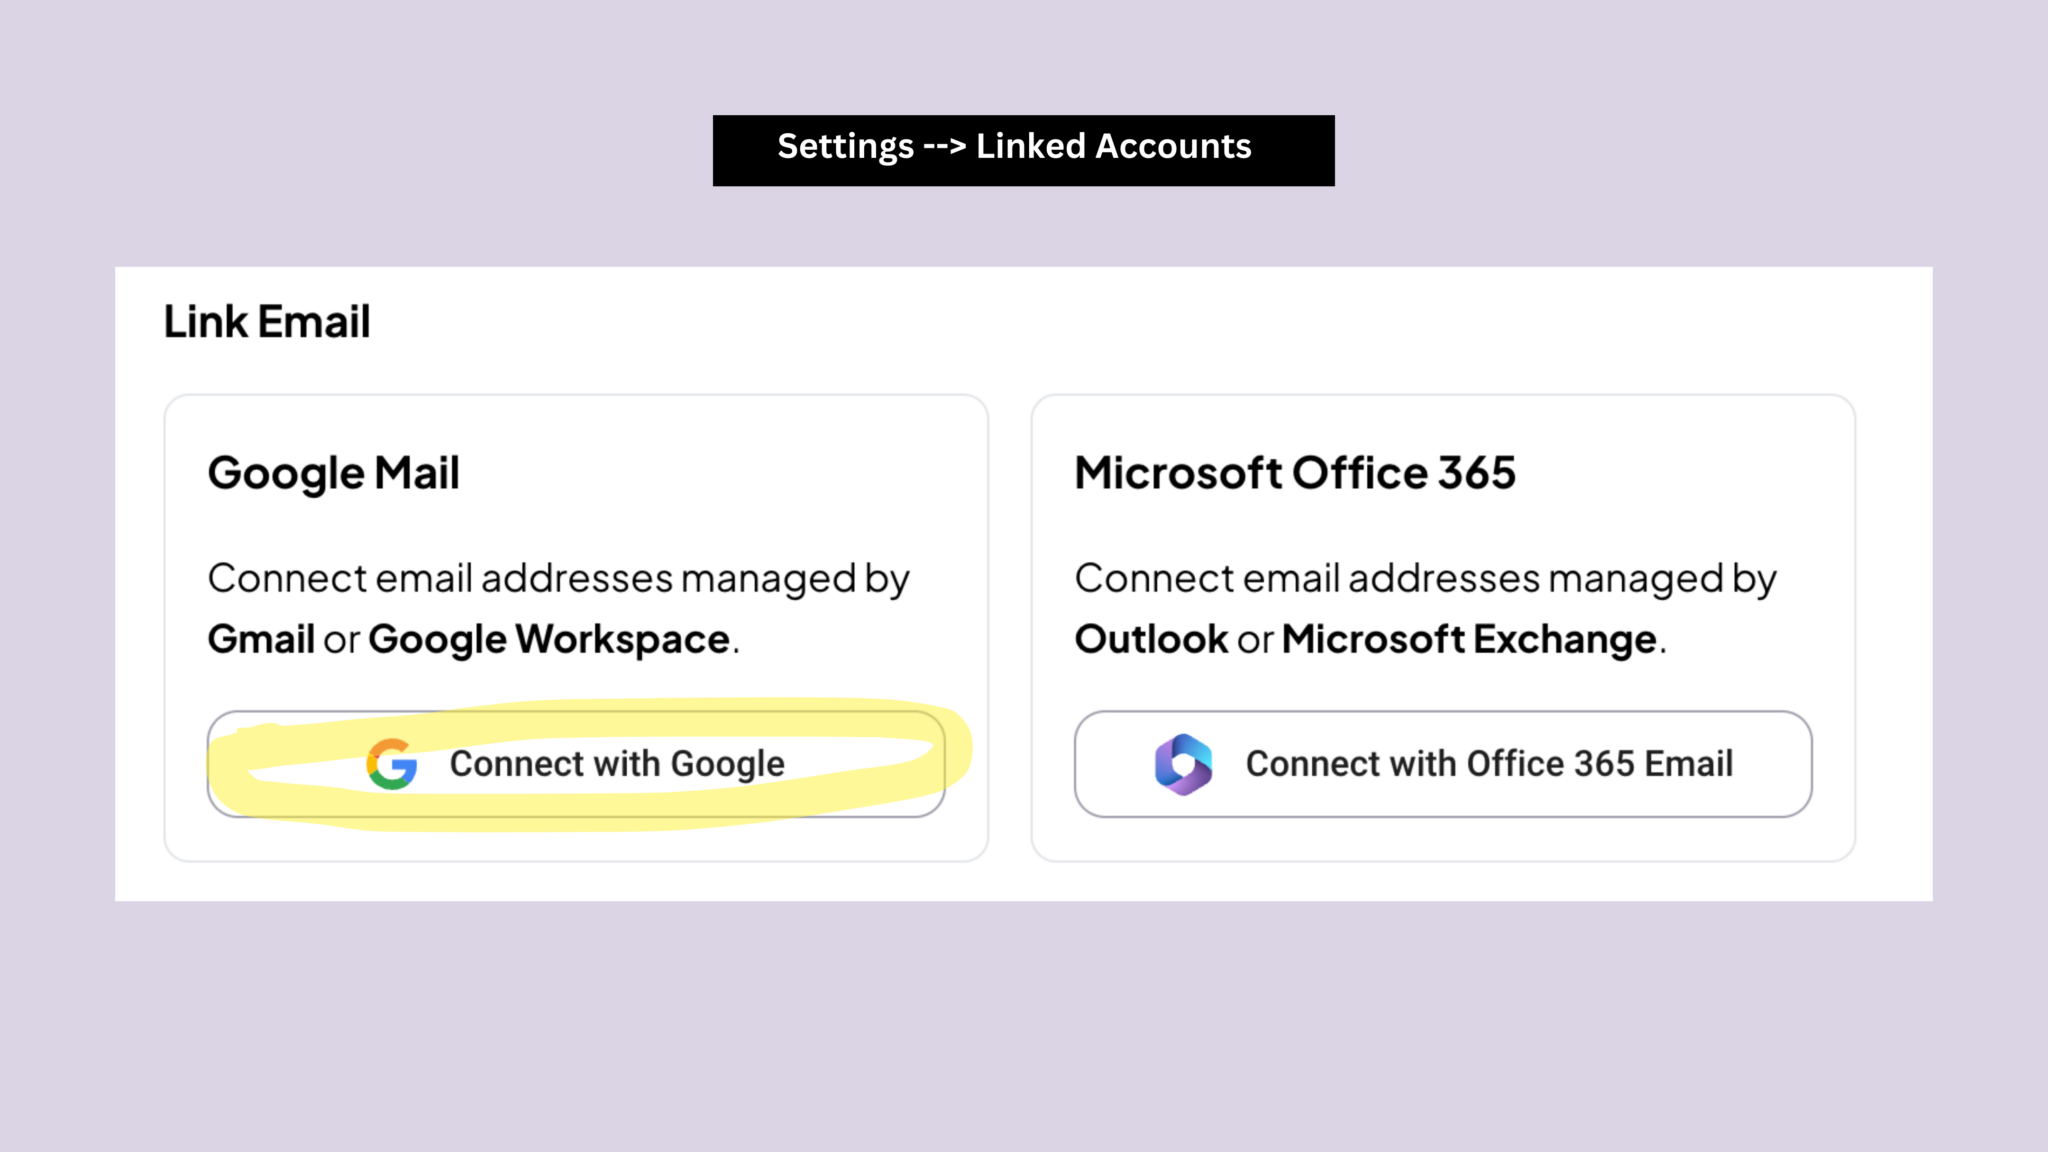 Settings --> Linked Accounts
Link Email
Google Mail
Connect email addresses managed by
Gmail or Google Workspace.
Connect with Google
Microsoft Office 365
Connect email addresses managed by
Outlook or Microsoft Exchange.
Connect with Office 365 Email